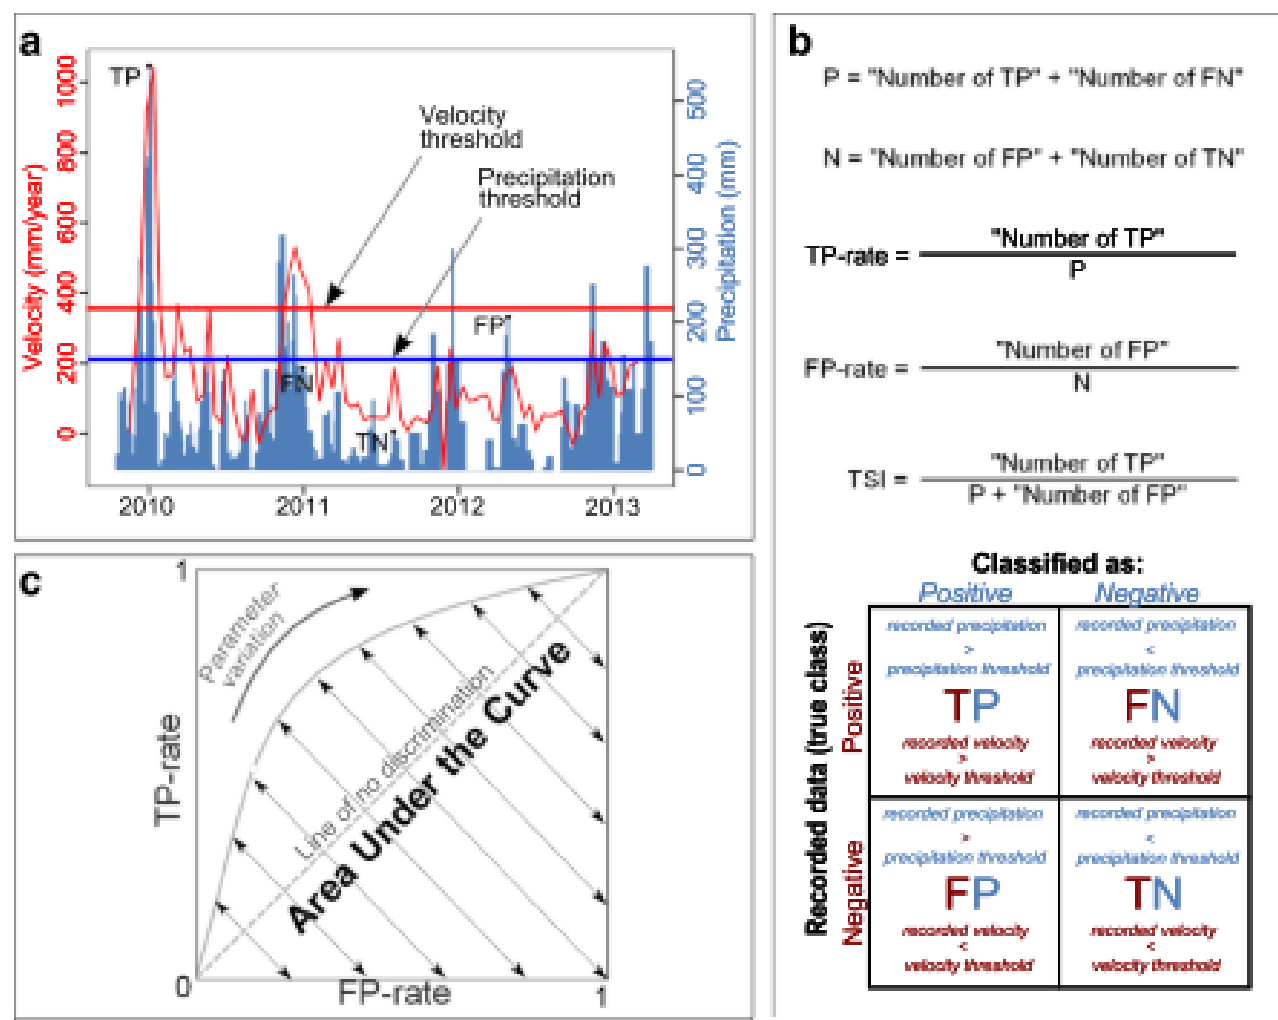 a
TP
Velocity
threshold
Precipitation
threshold
FP
FN
TN
Velocity (mm/year)
0 200 400 600 800 1000
Precipitation (mm)
0 100 200 300 400 500
2010 2011 2012 2013
b
P = "Number of TP" + "Number of FN"
N = "Number of FP" + "Number of TN"
"Number of TP"
TP-rate =
P
"Number of FP"
FP-rate =
N
"Number of TP"
TSI =
P + "Number of FP"
Classified as:
Positive Negative
Recorded data (true class)
Positive
recorded precipitation
>
precipitation threshold
TP
recorded velocity
>
velocity threshold
recorded precipitation
<
precipitation threshold
FN
recorded velocity
>
velocity threshold
Negative
recorded precipitation
>
precipitation threshold
FP
recorded velocity
<
velocity threshold
recorded precipitation
<
precipitation threshold
TN
recorded velocity
<
velocity threshold
c
1
Parameter
variation
Line of no discrimination
Area Under the Curve
TP-rate
0
FP-rate
1